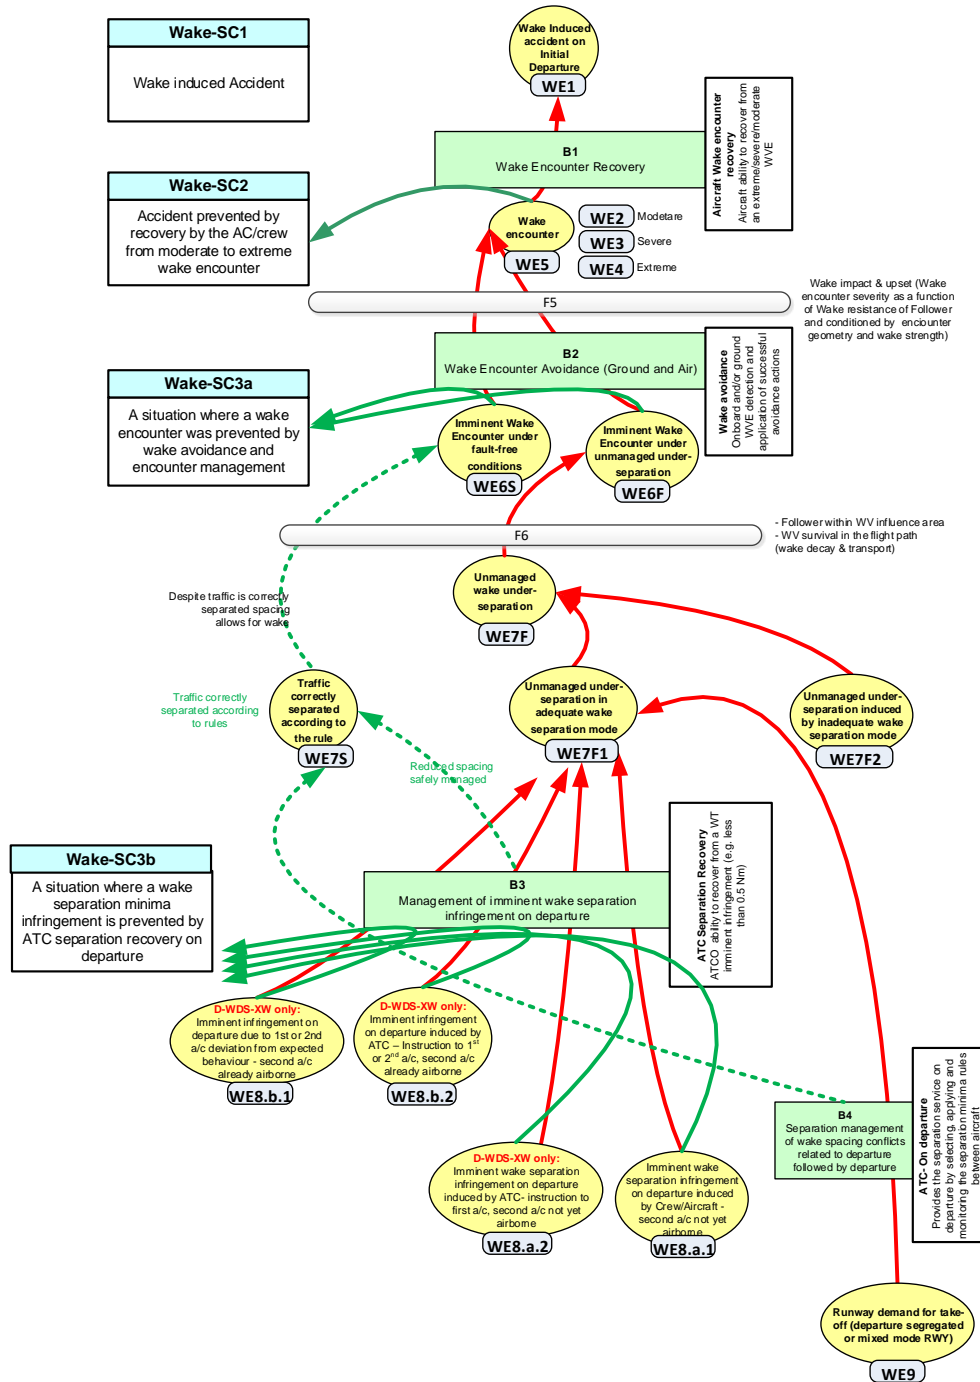 Wake-SC1
Wake induced Accident
Wake Induced
accident on
Initial
Departure
WE1
B1
Wake Encounter Recovery
Aircraft Wake encounter
recovery
Aircraft ability to recover from
an extreme/severe/moderate
WVE
Wake-SC2
Accident prevented by
recovery by the AC/crew
from moderate to extreme
wake encounter
Wake
encounter
WE5
WE2 Modetare
WE3 Severe
WE4 Extreme
F5
Wake impact & upset (Wake
encounter severity as a function
of Wake resistance of Follower
and conditioned by enciounter
geometry and wake strength)
B2
Wake Encounter Avoidance (Ground and Air)
Wake avoidance
Onboard and/or ground
WVE detection and
application of successful
avoidance actions
Wake-SC3a
A situation where a wake
encounter was prevented by
wake avoidance and
encounter management
Imminent Wake
Encounter under
fault-free
conditions
WE6S
Imminent Wake
Encounter under
unmanaged under-
separation
WE6F
F6
- Follower within WV influence area
- WV survival in the flight path
(wake decay & transport)
Unmanaged
wake under-
separation
WE7F
Despite traffic is correctly
separated spacing
allows for wake
Traffic correctly
separated according
to rules
Traffic
correctly
separated
according to
the rule
WE7S
Unmanaged under-
separation in
adequate wake
separation mode
WE7F1
Unmanaged under-
separation induced
by inadequate wake
separation mode
WE7F2
Reduced spacing
safely managed
Wake-SC3b
A situation where a wake
separation minima
infringement is prevented by
ATC separation recovery on
departure
B3
Management of imminent wake separation
infringement on departure
ATC Separation Recovery
ATCO ability to recover from a WT
imminent infringement (e.g. less
than 0.5 Nm)
D-WDS-XW only:
Imminent infringement on
departure due to 1st or 2nd
a/c deviation from expected
behaviour - second a/c
already airborne
WE8.b.1
D-WDS-XW only:
Imminent infringement
on departure induced by
ATC – Instruction to 1st
or 2nd a/c, second a/c
already airborne
WE8.b.2
D-WDS-XW only:
Imminent wake separation
infringement on departure
induced by ATC- instruction to
first a/c, second a/c not yet
airborne
WE8.a.2
Imminent wake
separation infringement
on departure induced
by Crew/Aircraft -
second a/c not yet
airborne
WE8.a.1
B4
Separation management
of wake spacing conflicts
related to departure
followed by departure
ATC- On departure
Provides the separation service on
departure by selecting, applying and
monitoring the separation minima rules
between aircraft
Runway demand for take-
off (departure segregated
or mixed mode RWY)
WE9